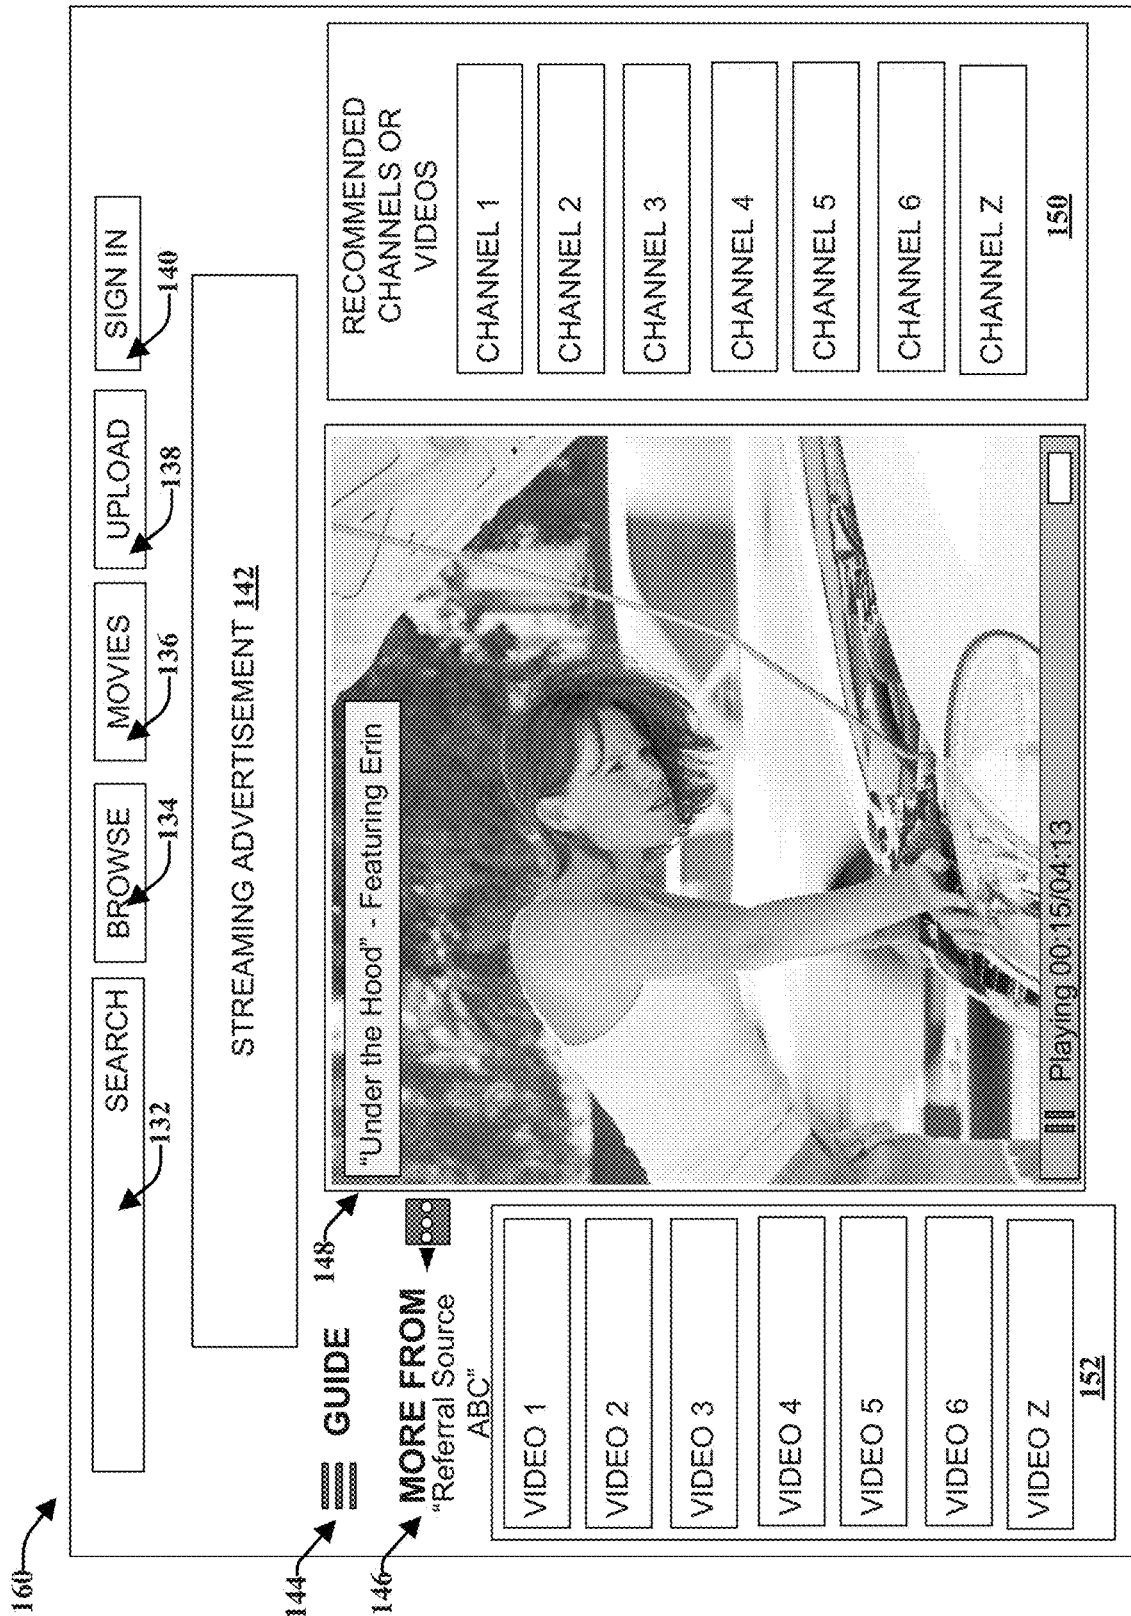 160
SEARCH
BROWSE
MOVIES
UPLOAD
SIGN IN
132
134
136
138
140
STREAMING ADVERTISEMENT 142
144
GUIDE
148
146
MORE FROM
"Referral Source
ABC"
VIDEO 1
VIDEO 2
VIDEO 3
VIDEO 4
VIDEO 5
VIDEO 6
VIDEO Z
152
"Under the Hood" - Featuring Erin
Playing 00:15/04:13
RECOMMENDED
CHANNELS OR
VIDEOS
CHANNEL 1
CHANNEL 2
CHANNEL 3
CHANNEL 4
CHANNEL 5
CHANNEL 6
CHANNEL Z
150